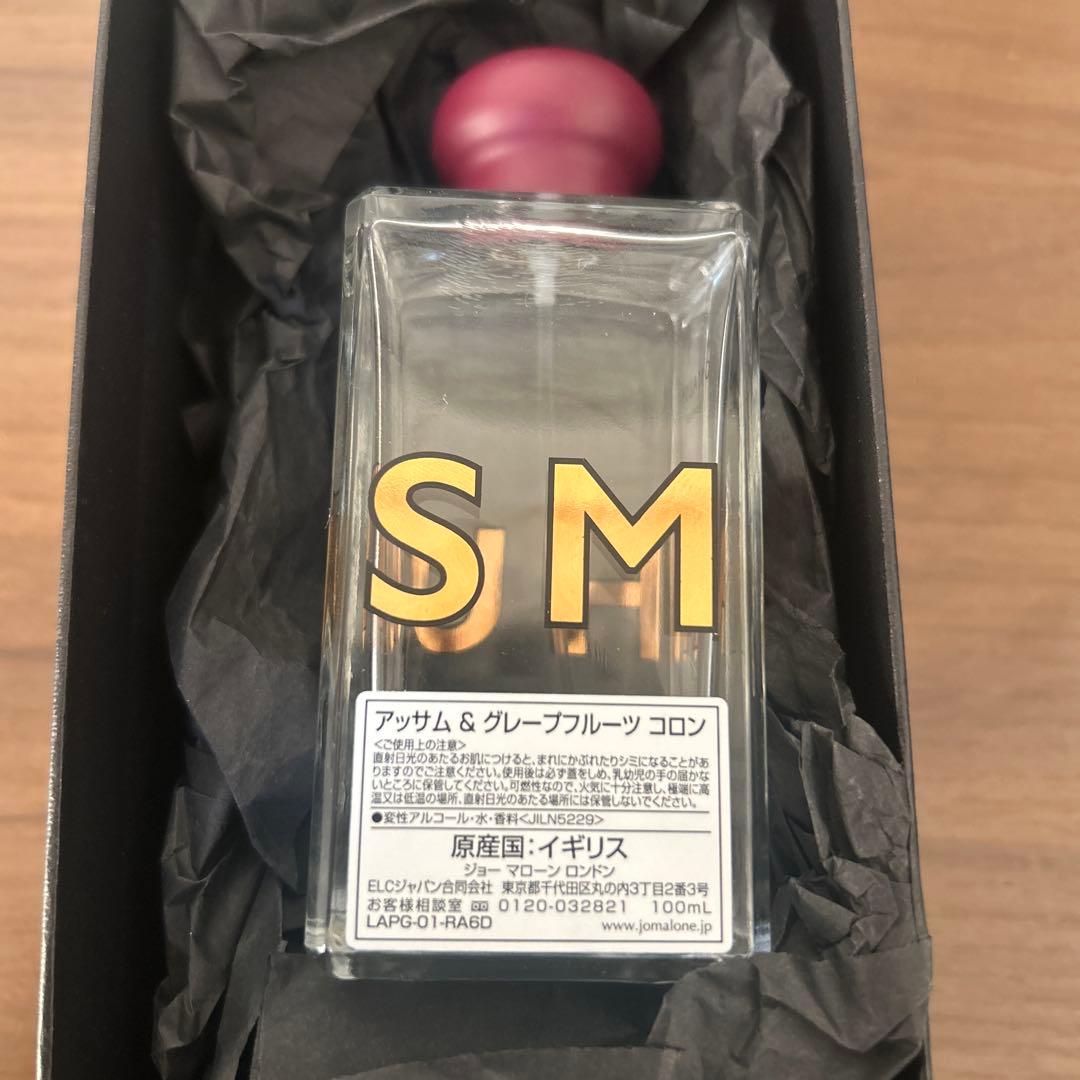 SM
アッサム & グレープフルーツ コロン
<ご使用上の注意>
直射日光のあたるお肌につけると、まれにかぶれたりシミになることがあ
りますのでご注意ください。使用後は必ず蓋をしめ、乳幼児の手の届かな
いところに保管してください。可燃性なので、火気に十分注意し、極端に高
温又は低温の場所、直射日光のあたる場所には保管しないでください。
●変性アルコール・水・香料<JILN5229>
原産国:イギリス
ジョー マローン ロンドン
ELCジャパン合同会社 東京都千代田区丸の内3丁目2番3号
お客様相談室 0120-032821 100mL
LAPG-01-RA6D www.jomalone.jp